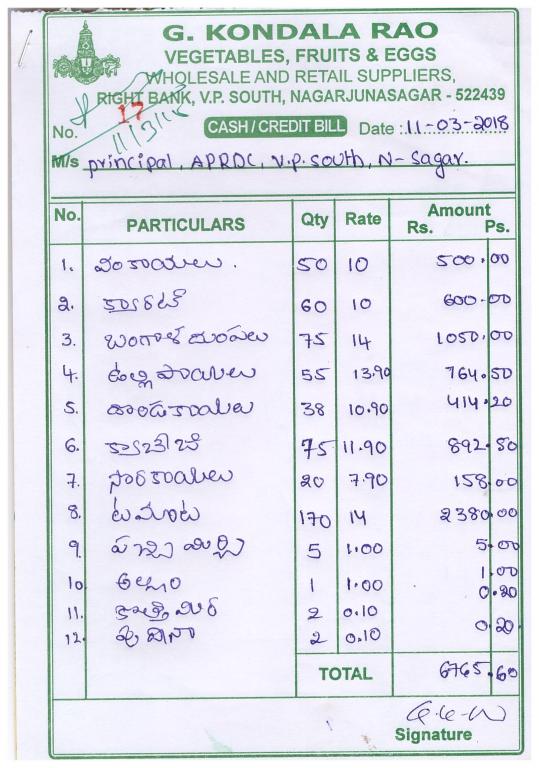 G. KONDALA RAO
VEGETABLES, FRUITS & EGGS
WHOLESALE AND RETAIL SUPPLIERS,
RIGHT BANK, V.P. SOUTH, NAGARJUNASAGAR - 522439
No. 17 CASH / CREDIT BILL Date : 11-03-2018
11/3/18
M/s principal, APRDC, V.P. South, N-Sagar.
No. PARTICULARS Qty Rate Amount
Rs. Ps.
1. వంకాయలు. 50 10 500.00
2. క్యారట్ 60 10 600-00
3. బంగాళదుంపలు 75 14 1050.00
4. ఉల్లిపాయలు 55 13.90 764.50
5. దొండకాయలు 38 10.90 414.20
6. క్యాబేజి 75 11.90 892.50
7. సొరకాయలు 20 7.90 158.00
8. టమాట 170 14 2380.00
9. పచ్చిమిర్చి 5 1.00 5.00
10. అల్లం 1 1.00 1.00
11. కొత్తిమిర 2 0.10 0.20
12. పుదీనా 2 0.10 0.20
TOTAL 6765.60
Signature